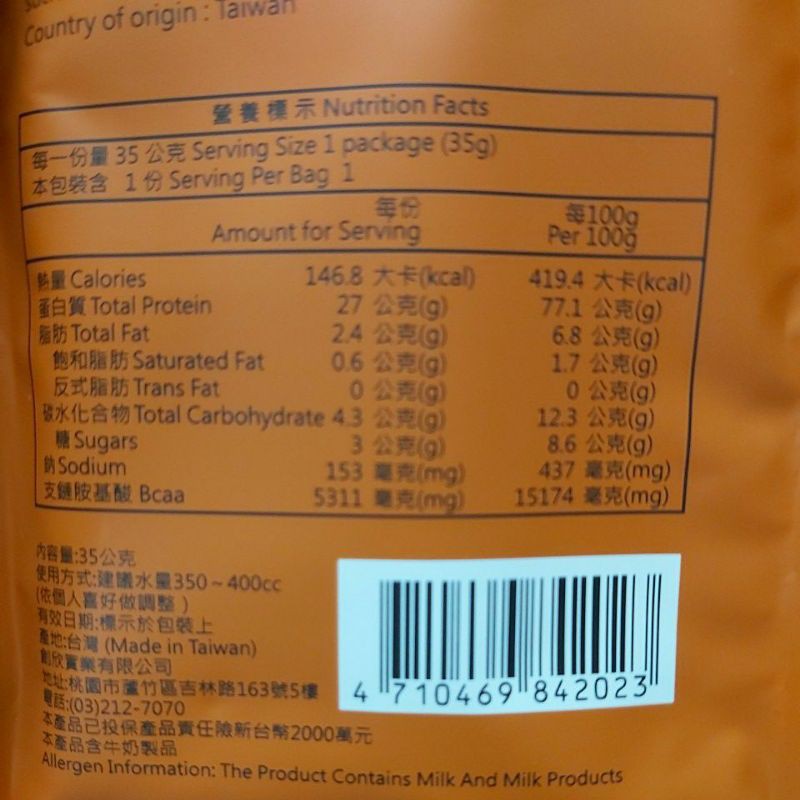 Country of origin : Taiwan
營養標示 Nutrition Facts
每一份量 35 公克 Serving Size 1 package (35g)
本包裝含 1 份 Serving Per Bag 1
每份 每100g
Amount for Serving Per 100g
熱量 Calories 146.8 大卡(kcal) 419.4 大卡(kcal)
蛋白質 Total Protein 27 公克(g) 77.1 公克(g)
脂肪 Total Fat 2.4 公克(g) 6.8 公克(g)
飽和脂肪 Saturated Fat 0.6 公克(g) 1.7 公克(g)
反式脂肪 Trans Fat 0 公克(g) 0 公克(g)
碳水化合物 Total Carbohydrate 4.3 公克(g) 12.3 公克(g)
糖 Sugars 3 公克(g) 8.6 公克(g)
鈉 Sodium 153 毫克(mg) 437 毫克(mg)
支鏈胺基酸 Bcaa 5311 毫克(mg) 15174 毫克(mg)
內容量:35公克
使用方式:建議水量350~400cc
(依個人喜好做調整)
有效日期:標示於包裝上
產地:台灣 (Made in Taiwan)
創欣實業有限公司
地址:桃園市蘆竹區吉林路163號5樓
電話:(03)212-7070
本產品已投保產品責任險新台幣2000萬元
本產品含牛奶製品
Allergen Information: The Product Contains Milk And Milk Products
4 710469 842023